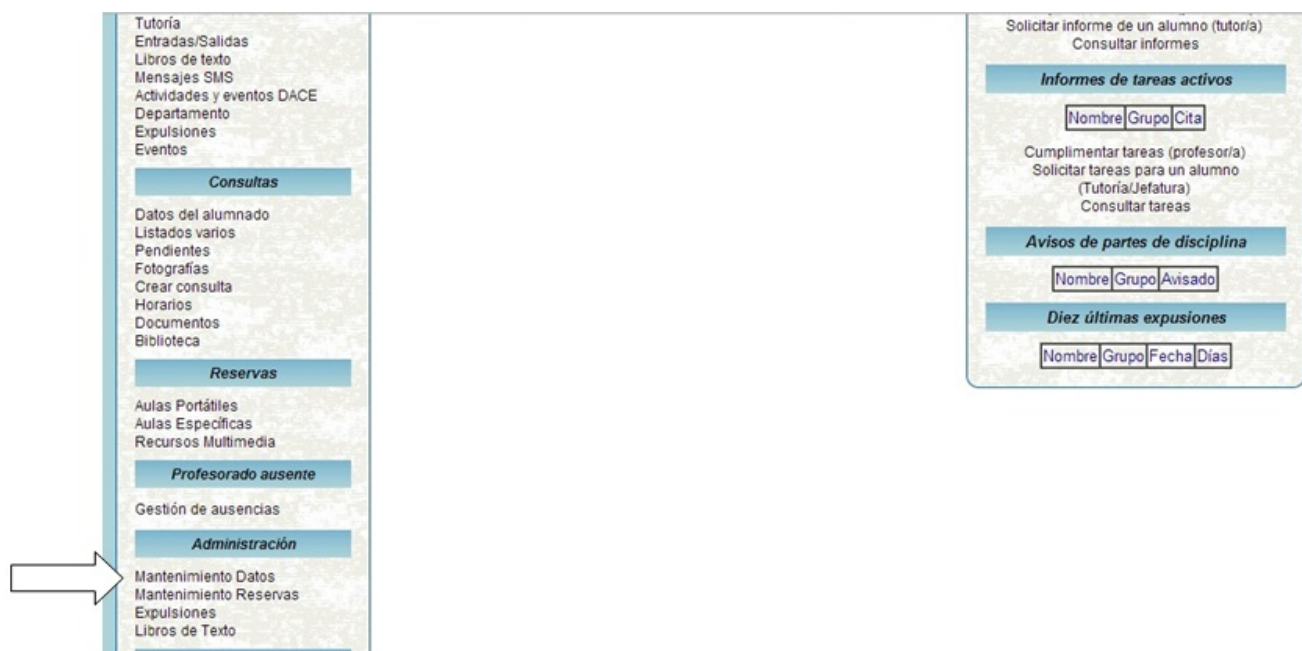 Tutoría
Entradas/Salidas
Libros de texto
Mensajes SMS
Actividades y eventos DACE
Departamento
Expulsiones
Eventos
Consultas
Datos del alumnado
Listados varios
Pendientes
Fotografías
Crear consulta
Horarios
Documentos
Biblioteca
Reservas
Aulas Portátiles
Aulas Específicas
Recursos Multimedia
Profesorado ausente
Gestión de ausencias
Administración
Mantenimiento Datos
Mantenimiento Reservas
Expulsiones
Libros de Texto
Solicitar informe de un alumno (tutor/a)
Consultar informes
Informes de tareas activos
Nombre Grupo Cita
Cumplimentar tareas (profesor/a)
Solicitar tareas para un alumno
(Tutoría/Jefatura)
Consultar tareas
Avisos de partes de disciplina
Nombre Grupo Avisado
Diez últimas expusiones
Nombre Grupo Fecha Días